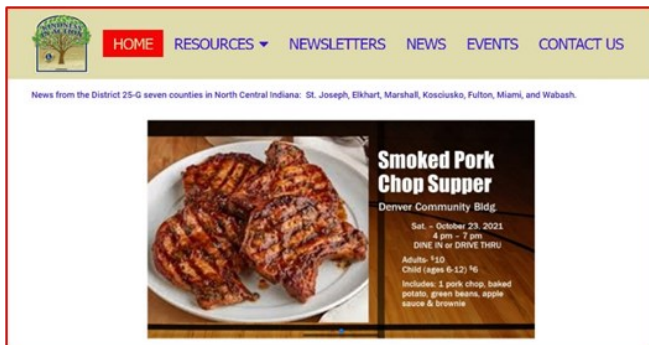 KINDNESS
IN ACTION
HOME RESOURCES NEWSLETTERS NEWS EVENTS CONTACT US
News from the District 25-G seven counties in North Central Indiana: St. Joseph, Elkhart, Marshall, Kosciusko, Fulton, Miami, and Wabash.
Smoked Pork
Chop Supper
Denver Community Bldg.
Sat. - October 23, 2021
4 pm – 7 pm
DINE IN or DRIVE THRU
Adults- $10
Child (ages 6-12) $6
Includes: 1 pork chop, baked
potato, green beans, apple
sauce & brownie